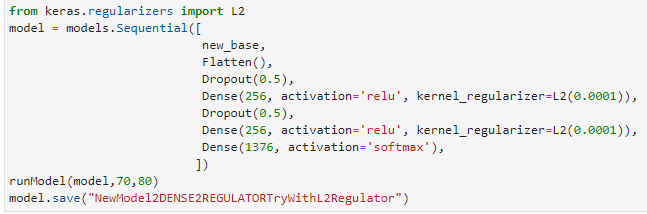 from keras.regularizers import L2
model = models.Sequential([
new_base,
Flatten(),
Dropout(0.5),
Dense(256, activation='relu', kernel_regularizer=L2(0.0001)),
Dropout(0.5),
Dense(256, activation='relu', kernel_regularizer=L2(0.0001)),
Dense(1376, activation='softmax'),
])
runModel(model,70,80)
model.save("NewModel2DENSE2REGULATORTryWithL2Regulator")